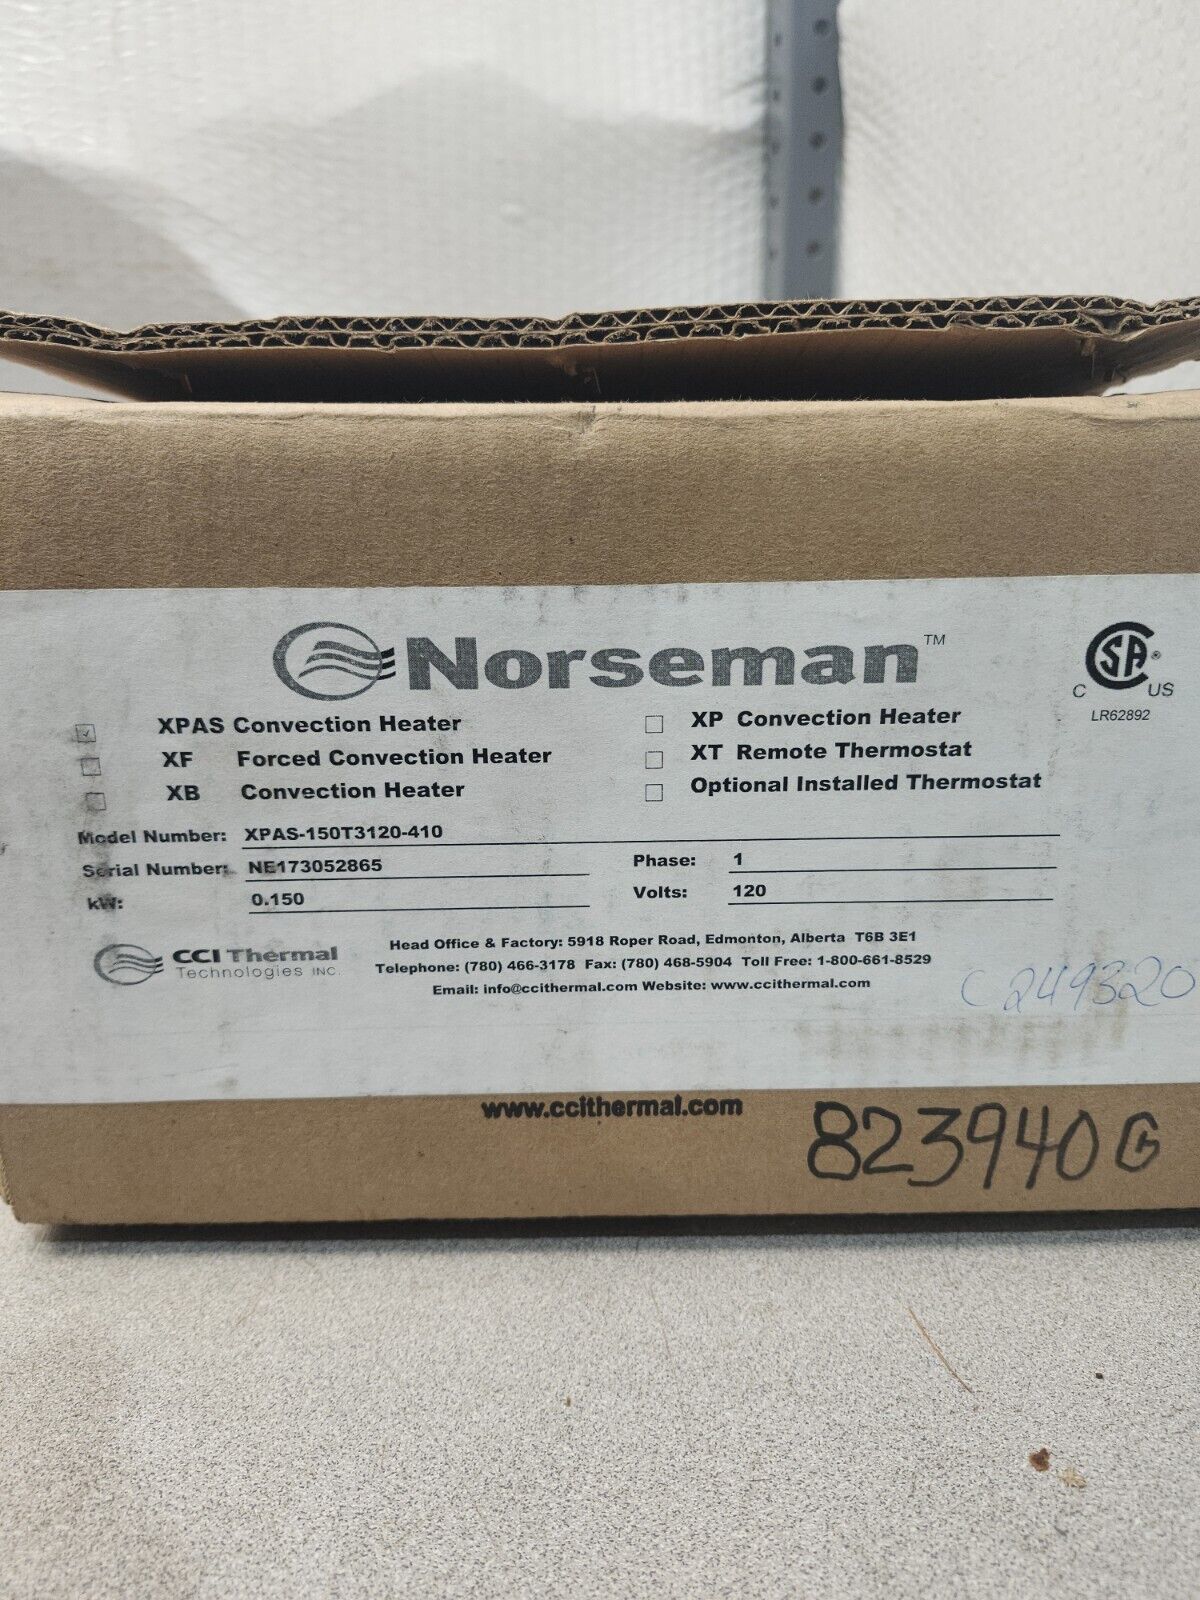 Norseman™
XPAS Convection Heater
XF Forced Convection Heater
XB Convection Heater
XP Convection Heater
XT Remote Thermostat
Optional Installed Thermostat
CSA®
C US
LR62892
Model Number: XPAS-150T3120-410
Serial Number: NE173052865
Phase: 1
kW: 0.150
Volts: 120
CCI Thermal
Technologies INC.
Head Office & Factory: 5918 Roper Road, Edmonton, Alberta T6B 3E1
Telephone: (780) 466-3178 Fax: (780) 468-5904 Toll Free: 1-800-661-8529
Email: info@ccithermal.com Website: www.ccithermal.com
C249320
www.ccithermal.com
823940G